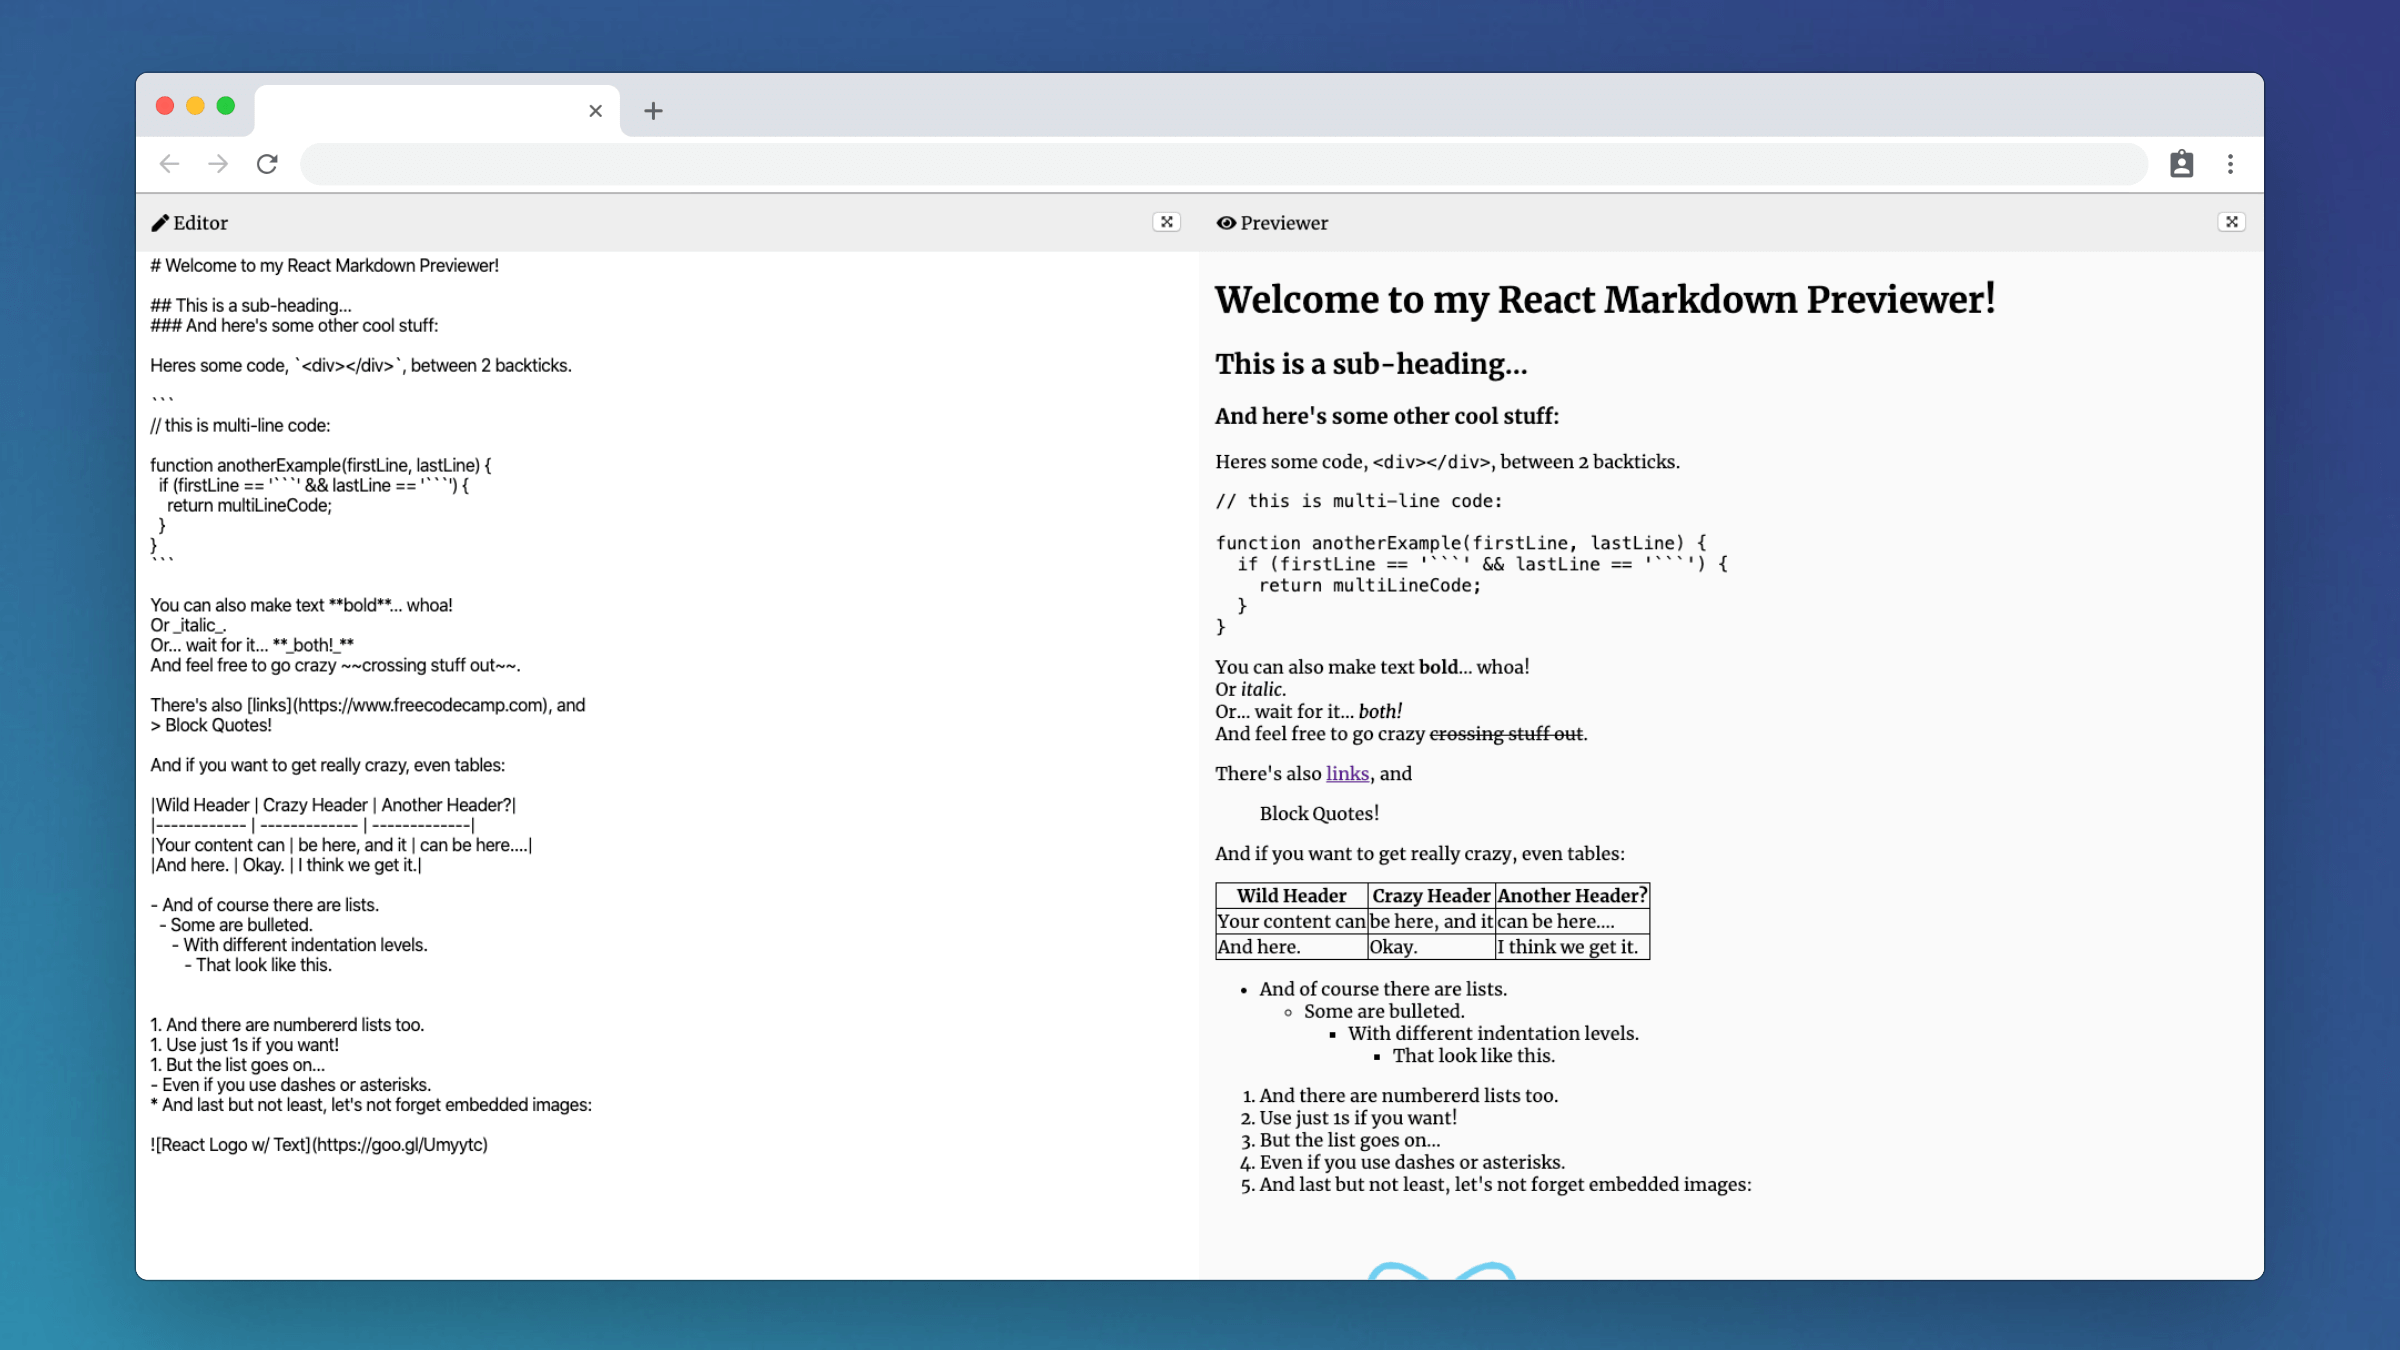 Editor
# Welcome to my React Markdown Previewer!
## This is a sub-heading...
### And here's some other cool stuff:
Heres some code, `<div></div>`, between 2 backticks.
```
// this is multi-line code:
function anotherExample(firstLine, lastLine) {
  if (firstLine == '```' && lastLine == '```') {
    return multiLineCode;
  }
}
```
You can also make text **bold**... whoa!
Or _italic_.
Or... wait for it... **_both!_**
And feel free to go crazy ~~crossing stuff out~~.
There's also [links](https://www.freecodecamp.com), and
> Block Quotes!
And if you want to get really crazy, even tables:
|Wild Header | Crazy Header | Another Header?|
|------------ | ------------- | -------------|
|Your content can | be here, and it | can be here....|
|And here. | Okay. | I think we get it.|
- And of course there are lists.
  - Some are bulleted.
     - With different indentation levels.
        - That look like this.
1. And there are numbererd lists too.
1. Use just 1s if you want!
1. But the list goes on...
- Even if you use dashes or asterisks.
* And last but not least, let's not forget embedded images:
![React Logo w/ Text](https://goo.gl/Umyytc)
Previewer
Welcome to my React Markdown Previewer!
This is a sub-heading...
And here's some other cool stuff:
Heres some code, <div></div>, between 2 backticks.
// this is multi-line code:
function anotherExample(firstLine, lastLine) {
  if (firstLine == '```' && lastLine == '```') {
    return multiLineCode;
  }
}
You can also make text bold... whoa!
Or italic.
Or... wait for it... both!
And feel free to go crazy crossing stuff out.
There's also links, and
Block Quotes!
And if you want to get really crazy, even tables:
Wild Header Crazy Header Another Header?
Your content can be here, and it can be here....
And here. Okay. I think we get it.
• And of course there are lists.
◦ Some are bulleted.
▪ With different indentation levels.
▪ That look like this.
1. And there are numbererd lists too.
2. Use just 1s if you want!
3. But the list goes on...
4. Even if you use dashes or asterisks.
5. And last but not least, let's not forget embedded images: